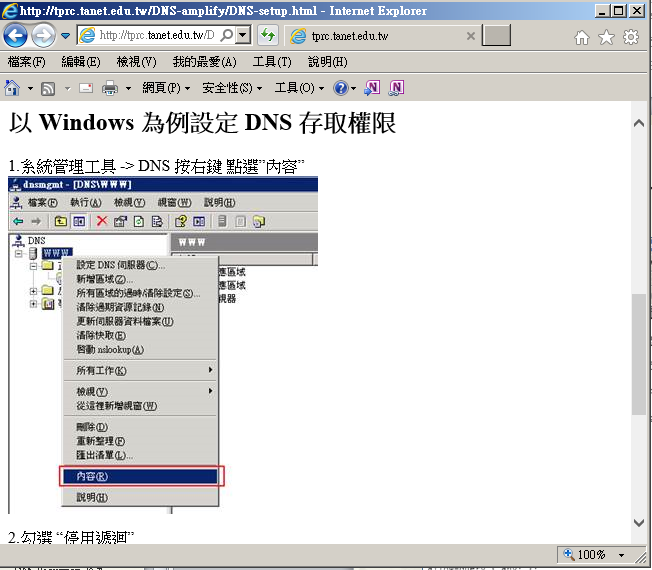 http://tprc.tanet.edu.tw/DNS-amplify/DNS-setup.html - Internet Explorer
http://tprc.tanet.edu.tw/D
tprc.tanet.edu.tw
檔案(F) 編輯(E) 檢視(V) 我的最愛(A) 工具(T) 說明(H)
網頁(P) 安全性(S) 工具(O)
以 Windows 為例設定 DNS 存取權限
1.系統管理工具 -> DNS 按右鍵 點選”內容”
dnsmgmt - [DNS\WWW]
檔案(F) 執行(A) 檢視(V) 視窗(W) 說明(H)
DNS
WWW
WWW
設定 DNS 伺服器(C)...
新增區域(Z)...
所有區域的過時/清除設定(S)...
清除過期資源記錄(N)
更新伺服器資料檔案(U)
清除快取(E)
啟動 nslookup(A)
所有工作(K)
檢視(V)
從這裡新增視窗(W)
刪除(D)
重新整理(F)
匯出清單(L)...
內容(R)
說明(H)
應區域
應區域
視器
2.勾選 “停用遞迴”
100%